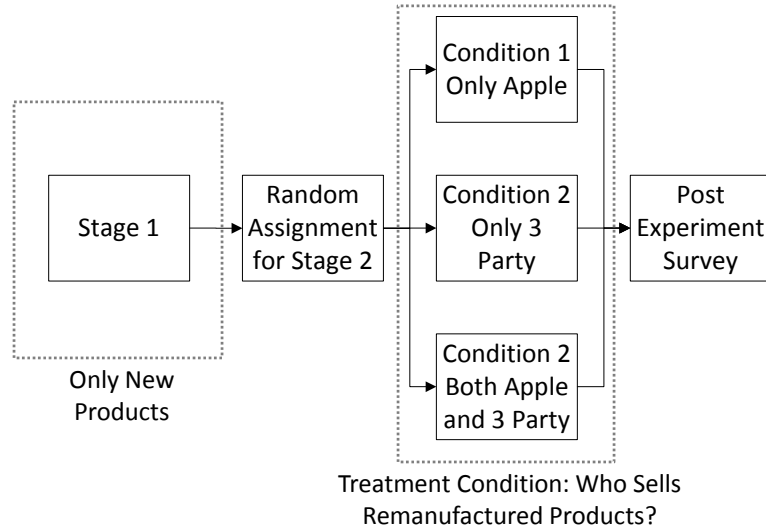 Stage 1
Only New
Products
Random
Assignment
for Stage 2
Condition 1
Only Apple
Condition 2
Only 3
Party
Condition 2
Both Apple
and 3 Party
Treatment Condition: Who Sells
Remanufactured Products?
Post
Experiment
Survey